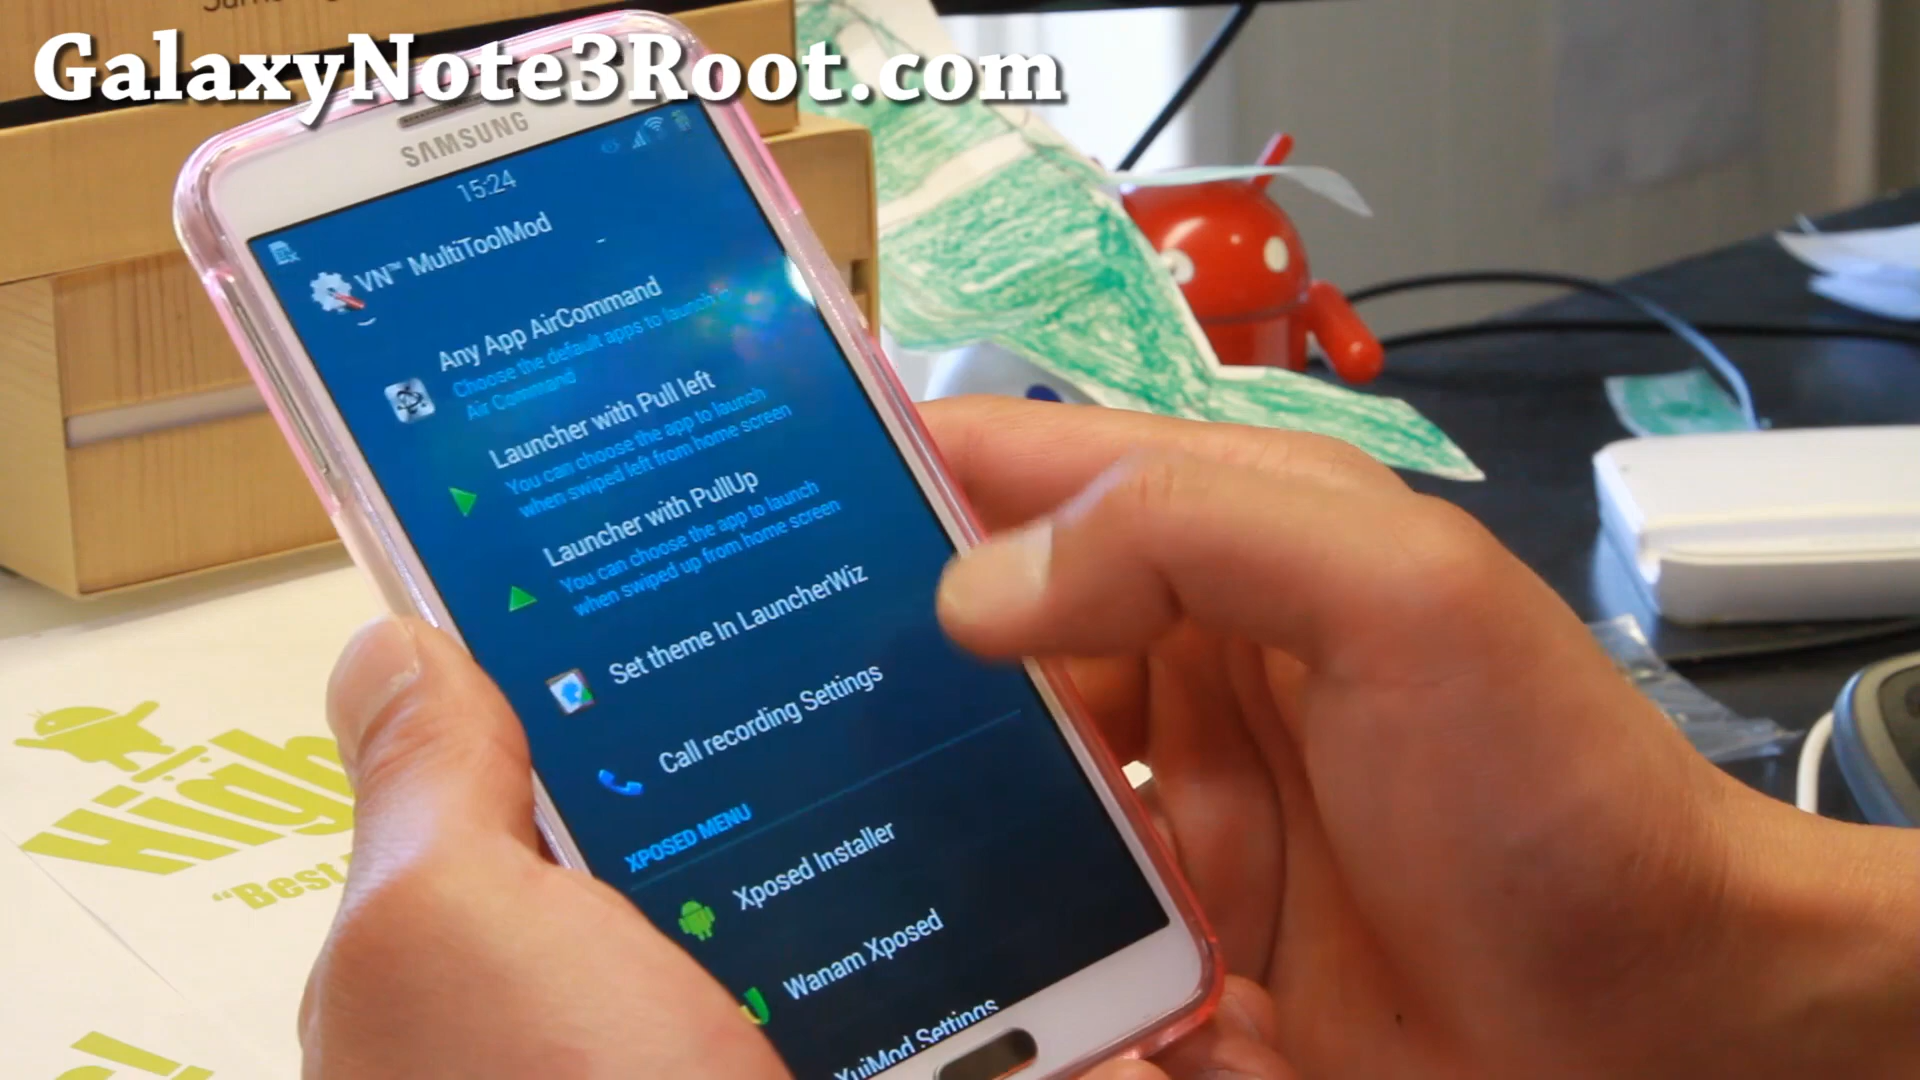 GalaxyNote3Root.com
SAMSUNG
15:24
VN™ MultiToolMod
Any App AirCommand
Choose the default apps to launch in
Air Command
Launcher with Pull left
You can choose the app to launch
when swiped left from home screen
Launcher with PullUp
You can choose the app to launch
when swiped up from home screen
Set theme In LauncherWiz
Call recording Settings
XPOSED MENU
Xposed Installer
Wanam Xposed
XuiMod Settings
High
"Best